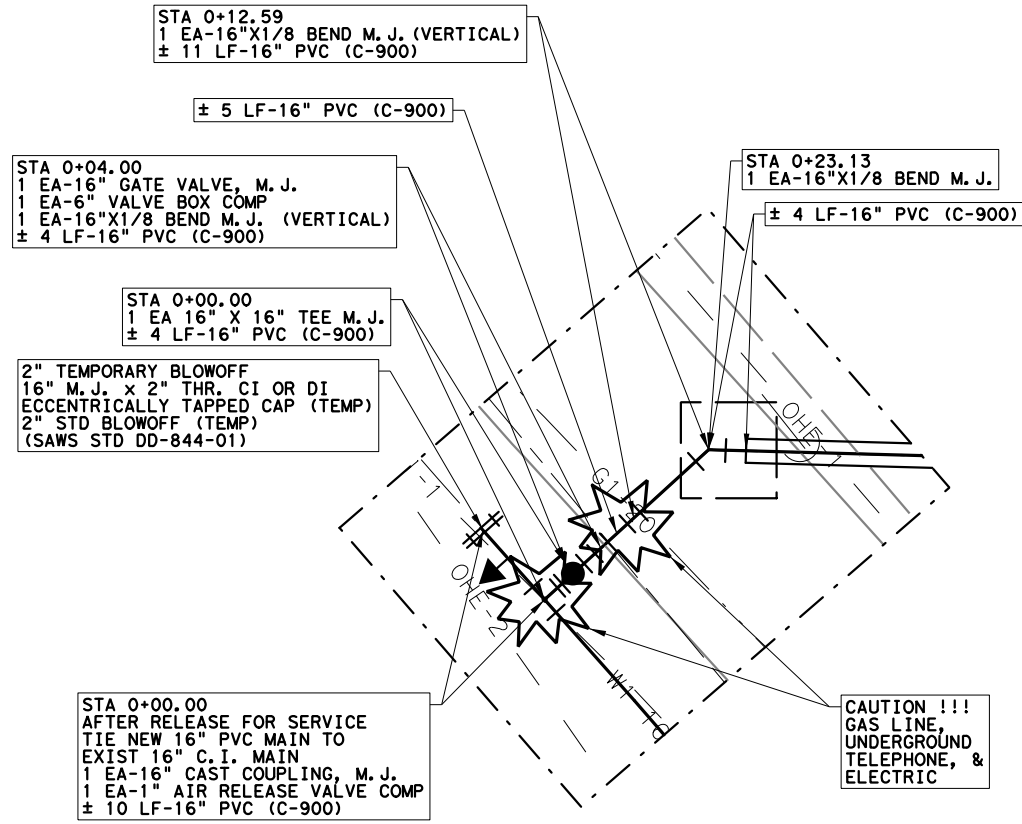 STA 0+12.59
1 EA-16"X1/8 BEND M.J. (VERTICAL)
± 11 LF-16" PVC (C-900)
± 5 LF-16" PVC (C-900)
STA 0+04.00
1 EA-16" GATE VALVE, M.J.
1 EA-6" VALVE BOX COMP
1 EA-16"X1/8 BEND M.J. (VERTICAL)
± 4 LF-16" PVC (C-900)
STA 0+23.13
1 EA-16"X1/8 BEND M.J.
± 4 LF-16" PVC (C-900)
STA 0+00.00
1 EA 16" X 16" TEE M.J.
± 4 LF-16" PVC (C-900)
2" TEMPORARY BLOWOFF
16" M.J. x 2" THR. CI OR DI
ECCENTRICALLY TAPPED CAP (TEMP)
2" STD BLOWOFF (TEMP)
(SAWS STD DD-844-01)
OHE-2
STA 0+00.00
AFTER RELEASE FOR SERVICE
TIE NEW 16" PVC MAIN TO
EXIST 16" C.I. MAIN
1 EA-16" CAST COUPLING, M.J.
1 EA-1" AIR RELEASE VALVE COMP
± 10 LF-16" PVC (C-900)
CAUTION !!!
GAS LINE,
UNDERGROUND
TELEPHONE, &
ELECTRIC